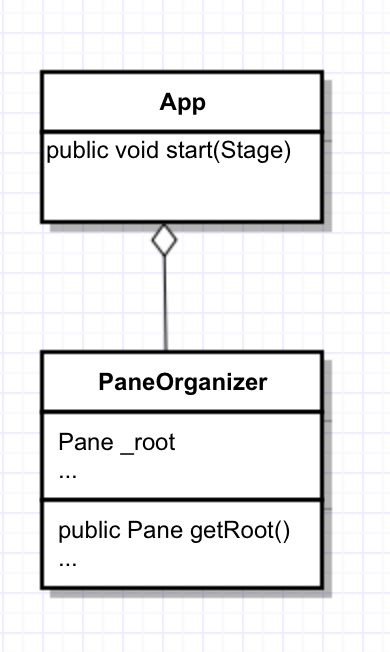 App
public void start(Stage)
PaneOrganizer
Pane _root
...
public Pane getRoot()
...